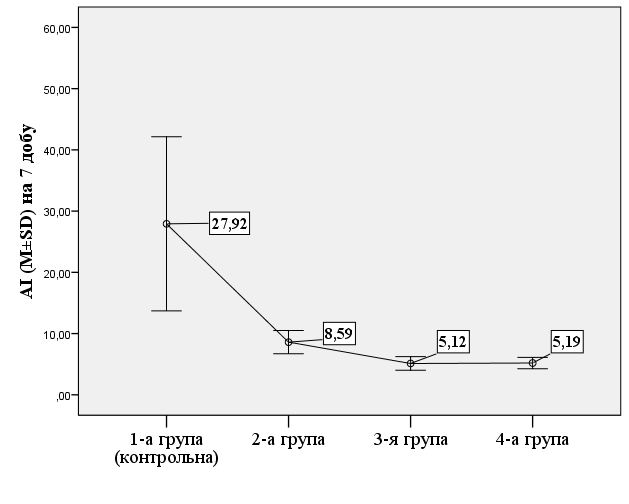 AI (M±SD) на 7 добу
60,00
50,00
40,00
30,00
20,00
10,00
,00
27,92
8,59
5,12
5,19
1-а група
(контрольна)
2-а група
3-я група
4-а група